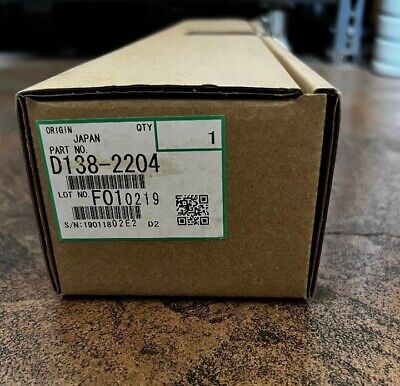 ORIGIN QTY
JAPAN 1
PART NO.
D138-2204
LOT NO. F010219
S/N:19011802E2 D2